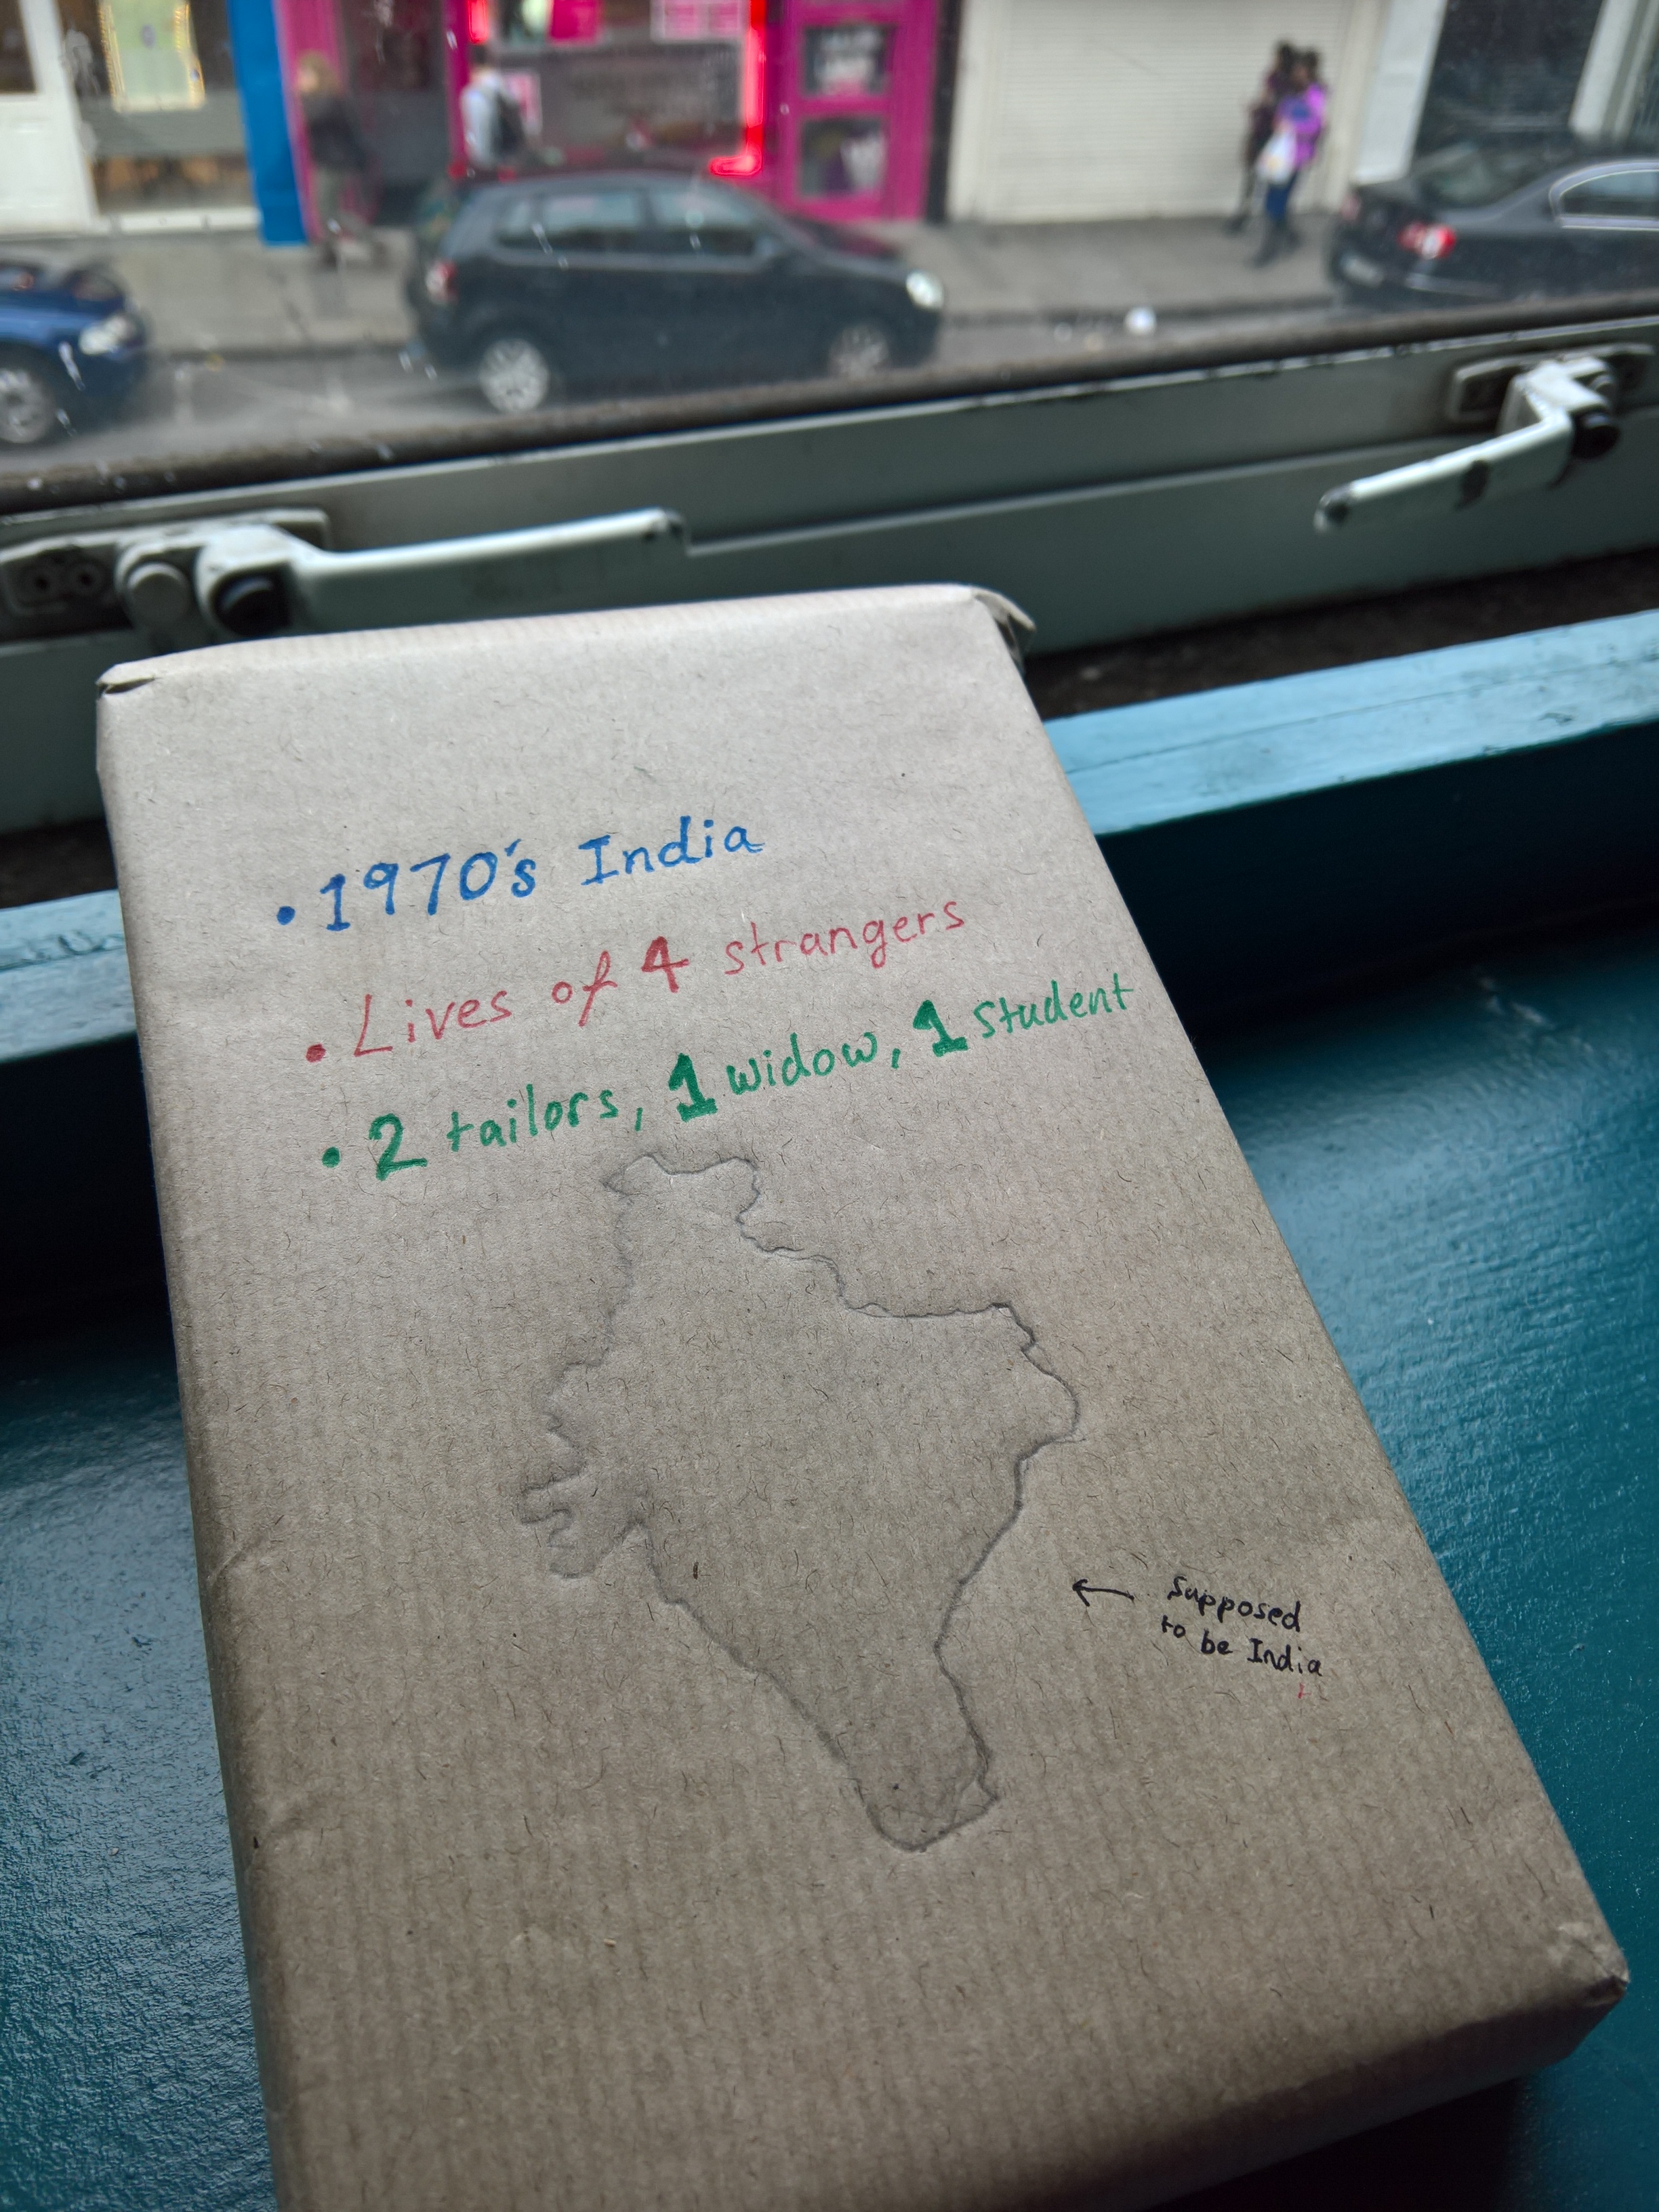 • 1970's India
• Lives of 4 strangers
• 2 tailors, 1 widow, 1 student
← Supposed
to be India